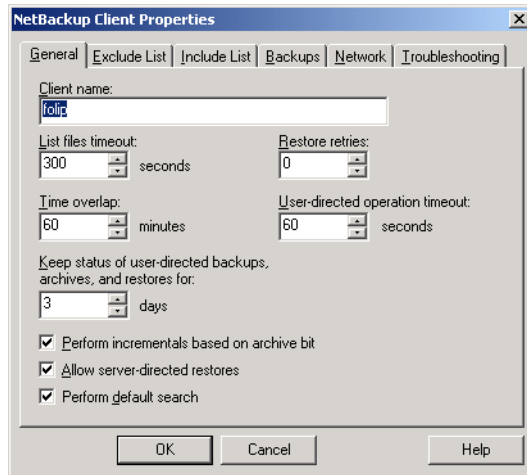 NetBackup Client Properties
General Exclude List Include List Backups Network Troubleshooting
Client name:
folip
List files timeout: Restore retries:
300 seconds 0
Time overlap: User-directed operation timeout:
60 minutes 60 seconds
Keep status of user-directed backups,
archives, and restores for:
3 days
Perform incrementals based on archive bit
Allow server-directed restores
Perform default search
OK Cancel Help